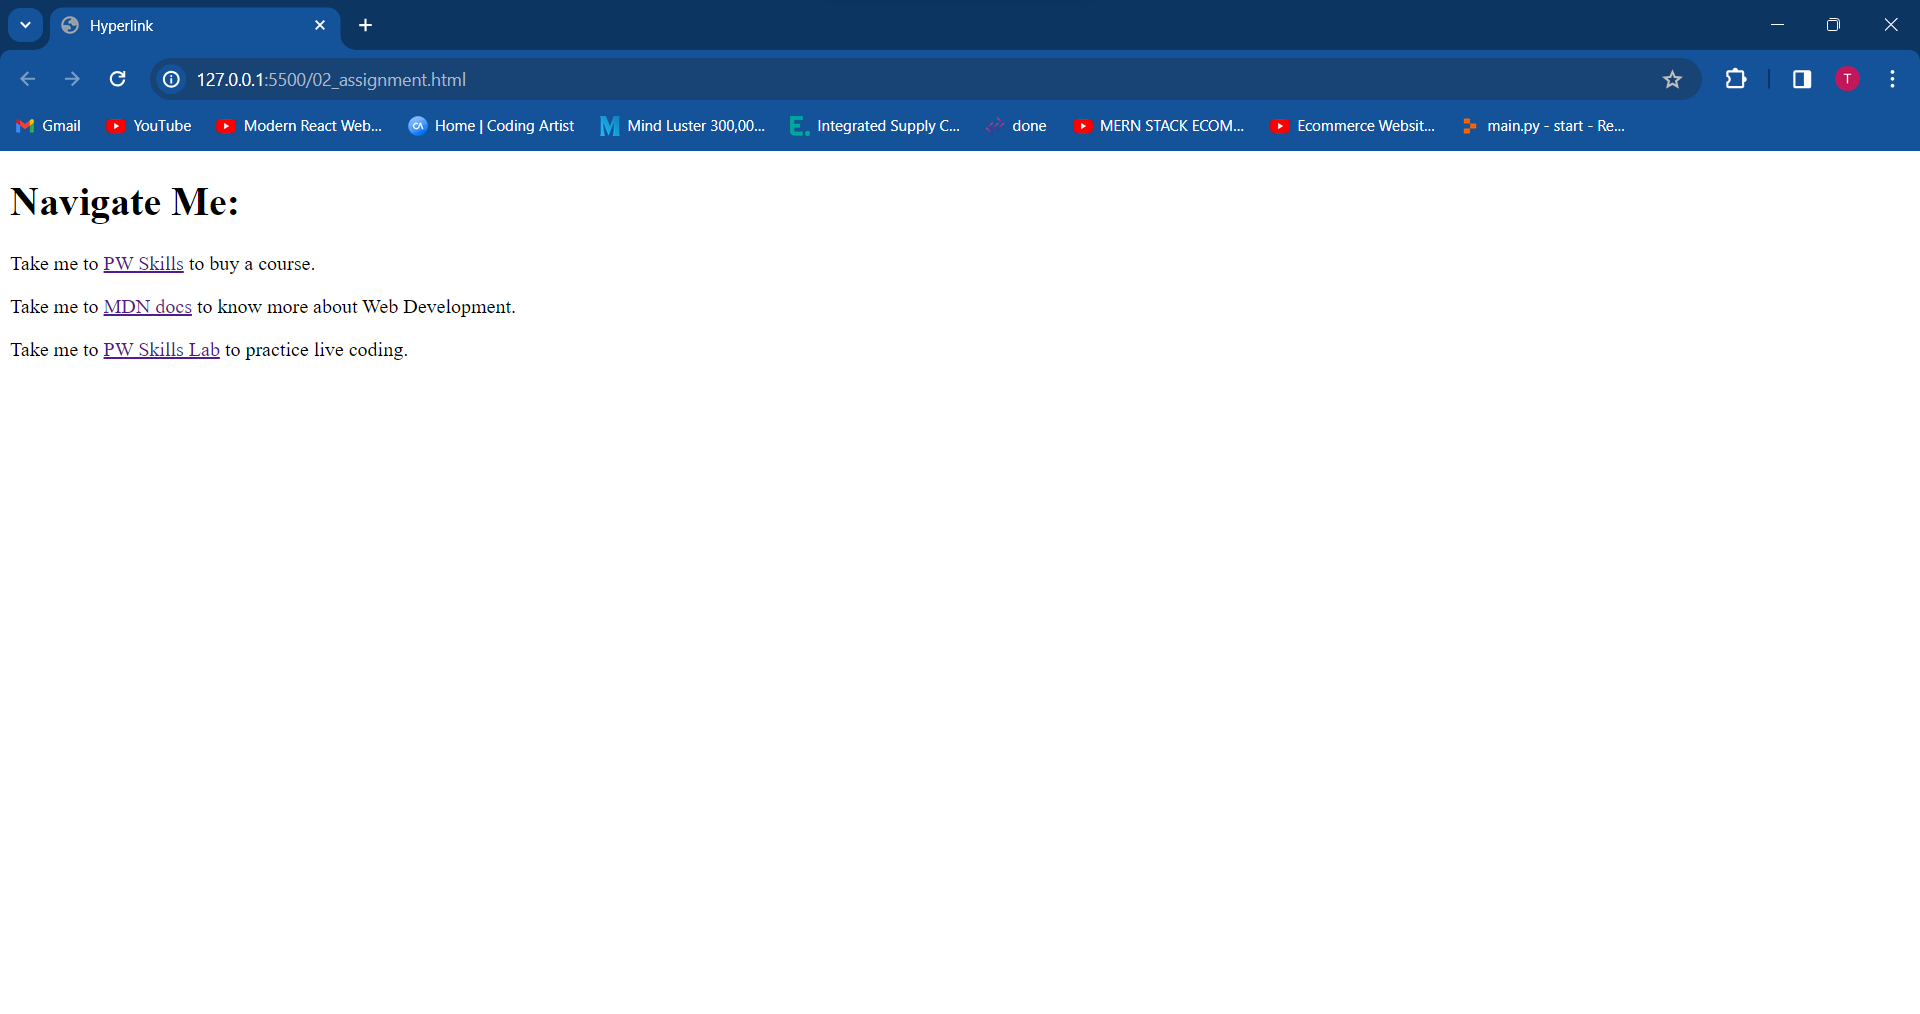 Hyperlink
127.0.0.1:5500/02_assignment.html
T
Gmail YouTube Modern React Web... Home | Coding Artist Mind Luster 300,00... Integrated Supply C... done MERN STACK ECOM... Ecommerce Websit... main.py - start - Re...
Navigate Me:
Take me to PW Skills to buy a course.
Take me to MDN docs to know more about Web Development.
Take me to PW Skills Lab to practice live coding.